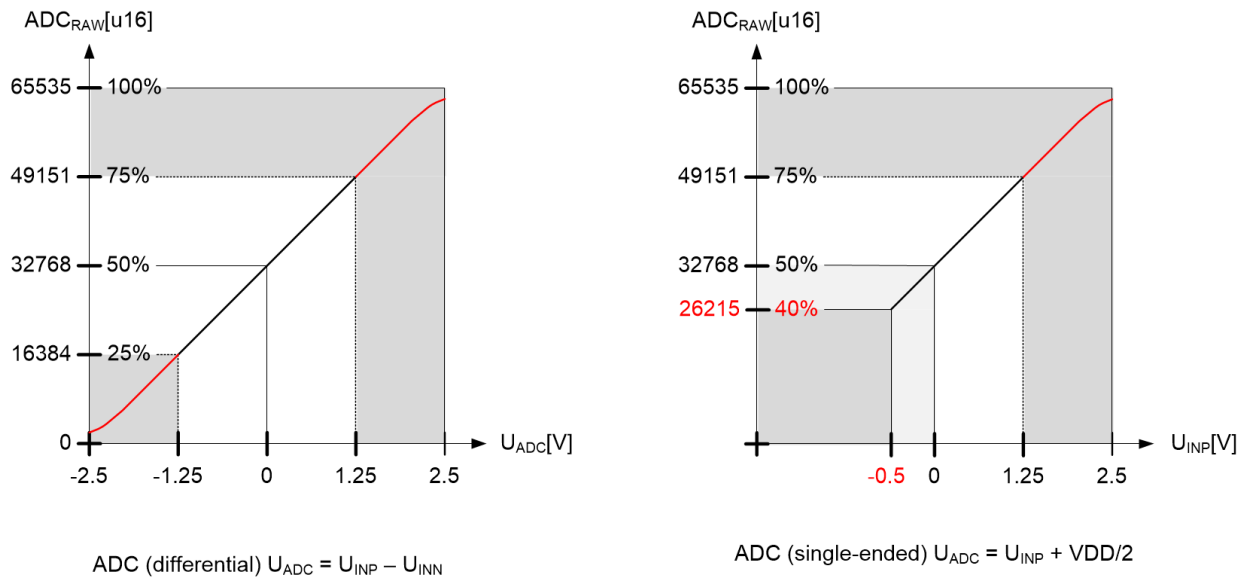 ADCRAW[u16]
65535 100%
49151 75%
32768 50%
16384 25%
0
UADC[V]
-2.5 -1.25 0 1.25 2.5
ADC (differential) UADC = UINP – UINN
ADCRAW[u16]
65535 100%
49151 75%
32768 50%
26215 40%
UINP[V]
-0.5 0 1.25 2.5
ADC (single-ended) UADC = UINP + VDD/2